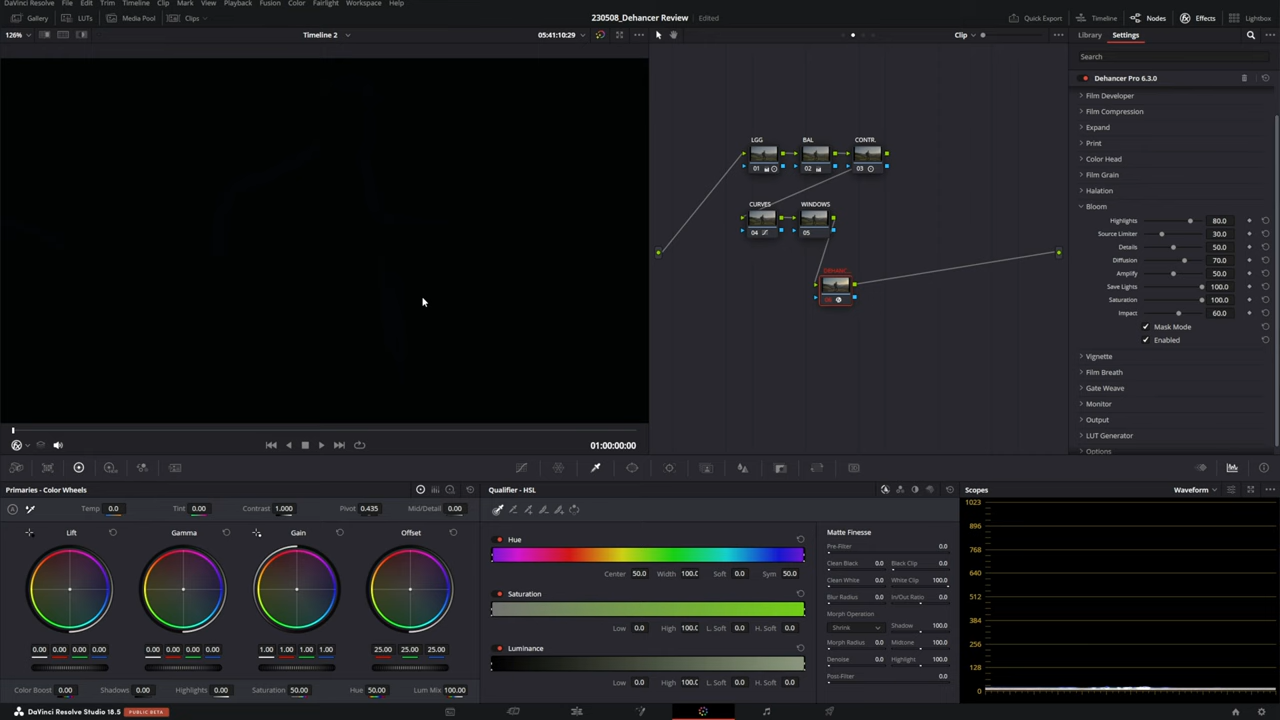 DaVinci Resolve File Edit Trim Timeline Clip Mark View Playback Fusion Color Fairlight Workspace Help
Gallery LUTs Media Pool Clips 230508_Dehancer Review Edited Quick Export Timeline Nodes Effects Lightbox
126% Timeline 2 05:41:10:29 Clip Library Settings
Search
Dehancer Pro 6.3.0
Film Developer
Film Compression
Expand
Print
Color Head
Film Grain
Halation
Bloom
Highlights 80.0
Source Limiter 30.0
Details 50.0
Diffusion 70.0
Amplify 50.0
Save Lights 100.0
Saturation 100.0
Impact 60.0
Mask Mode
Enabled
Vignette
Film Breath
Gate Weave
Monitor
Output
LUT Generator
Options
LGG BAL CONTR.
01 02 03
CURVES WINDOWS
04 05
DEHANC...
01:00:00:00
Primaries - Color Wheels
Temp 0.0 Tint 0.00 Contrast 1.000 Pivot 0.435 Mid/Detail 0.00
Lift Gamma Gain Offset
0.00 0.00 0.00 0.00 0.00 0.00 0.00 0.00 1.00 1.00 1.00 1.00 25.00 25.00 25.00
Color Boost 0.00 Shadows 0.00 Highlights 0.00 Saturation 50.00 Hue 50.00 Lum Mix 100.00
Qualifier - HSL
Hue
Center 50.0 Width 100.0 Soft 0.0 Sym 50.0
Saturation
Low 0.0 High 100.0 L. Soft 0.0 H. Soft 0.0
Luminance
Low 0.0 High 100.0 L. Soft 0.0 H. Soft 0.0
Matte Finesse
Pre-Filter 0.0
Clean Black 0.0 Black Clip 0.0
Clean White 0.0 White Clip 100.0
Blur Radius 0.0 In/Out Ratio 0.0
Morph Operation
Shrink Shadow 100.0
Morph Radius 0.0 Midtone 100.0
Denoise 0.0 Highlight 100.0
Post-Filter 0.0
Scopes Waveform
1023
896
768
640
512
384
256
128
0
DaVinci Resolve Studio 18.5 PUBLIC BETA